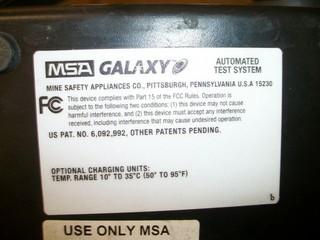 MSA GALAXY
AUTOMATED
TEST SYSTEM
MINE SAFETY APPLIANCES CO., PITTSBURGH, PENNSYLVANIA U.S.A 15230
FC This device complies with Part 15 of the FCC Rules. Operation is
subject to the following two conditions: (1) this device may not cause
harmful interference, and (2) this device must accept any interference
received, including interference that may cause undesired operation.
US PAT. NO. 6,092,992, OTHER PATENTS PENDING.
OPTIONAL CHARGING UNITS:
TEMP. RANGE 10° TO 35°C (50° TO 95°F)
b
USE ONLY MSA